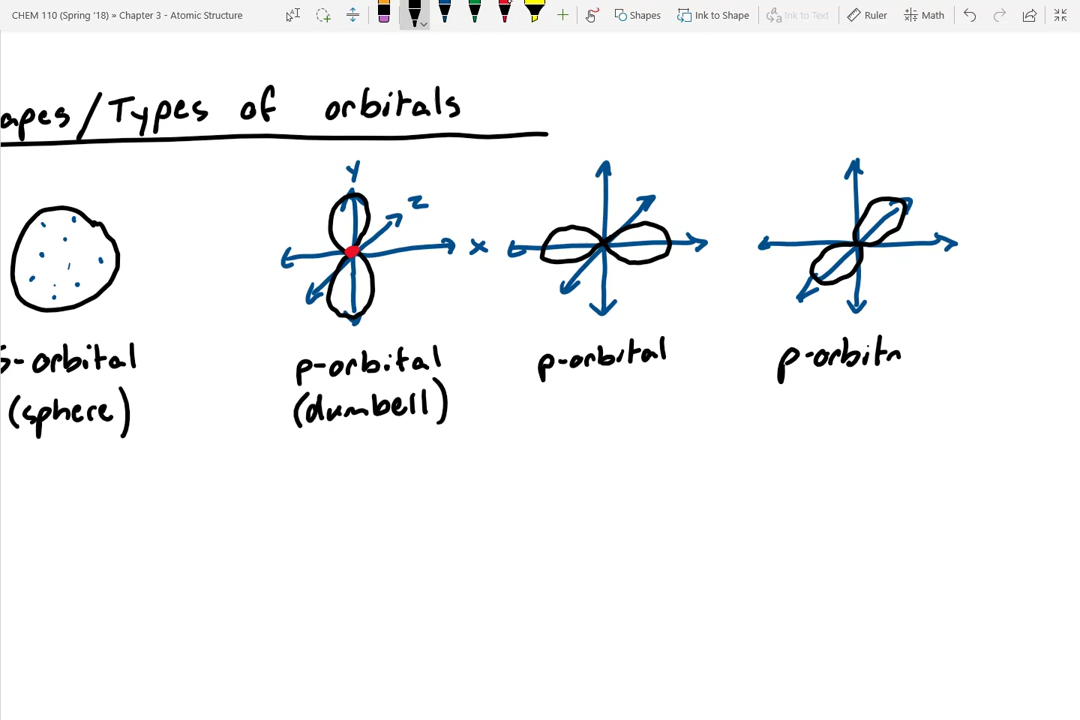 CHEM 110 (Spring '18) » Chapter 3 - Atomic Structure
Shapes
Ink to Shape
Ink to Text
Ruler
Math
apes/Types of orbitals
Y
z
x
s-orbital
(sphere)
p-orbital
(dumbell)
p-orbital
p-orbitn